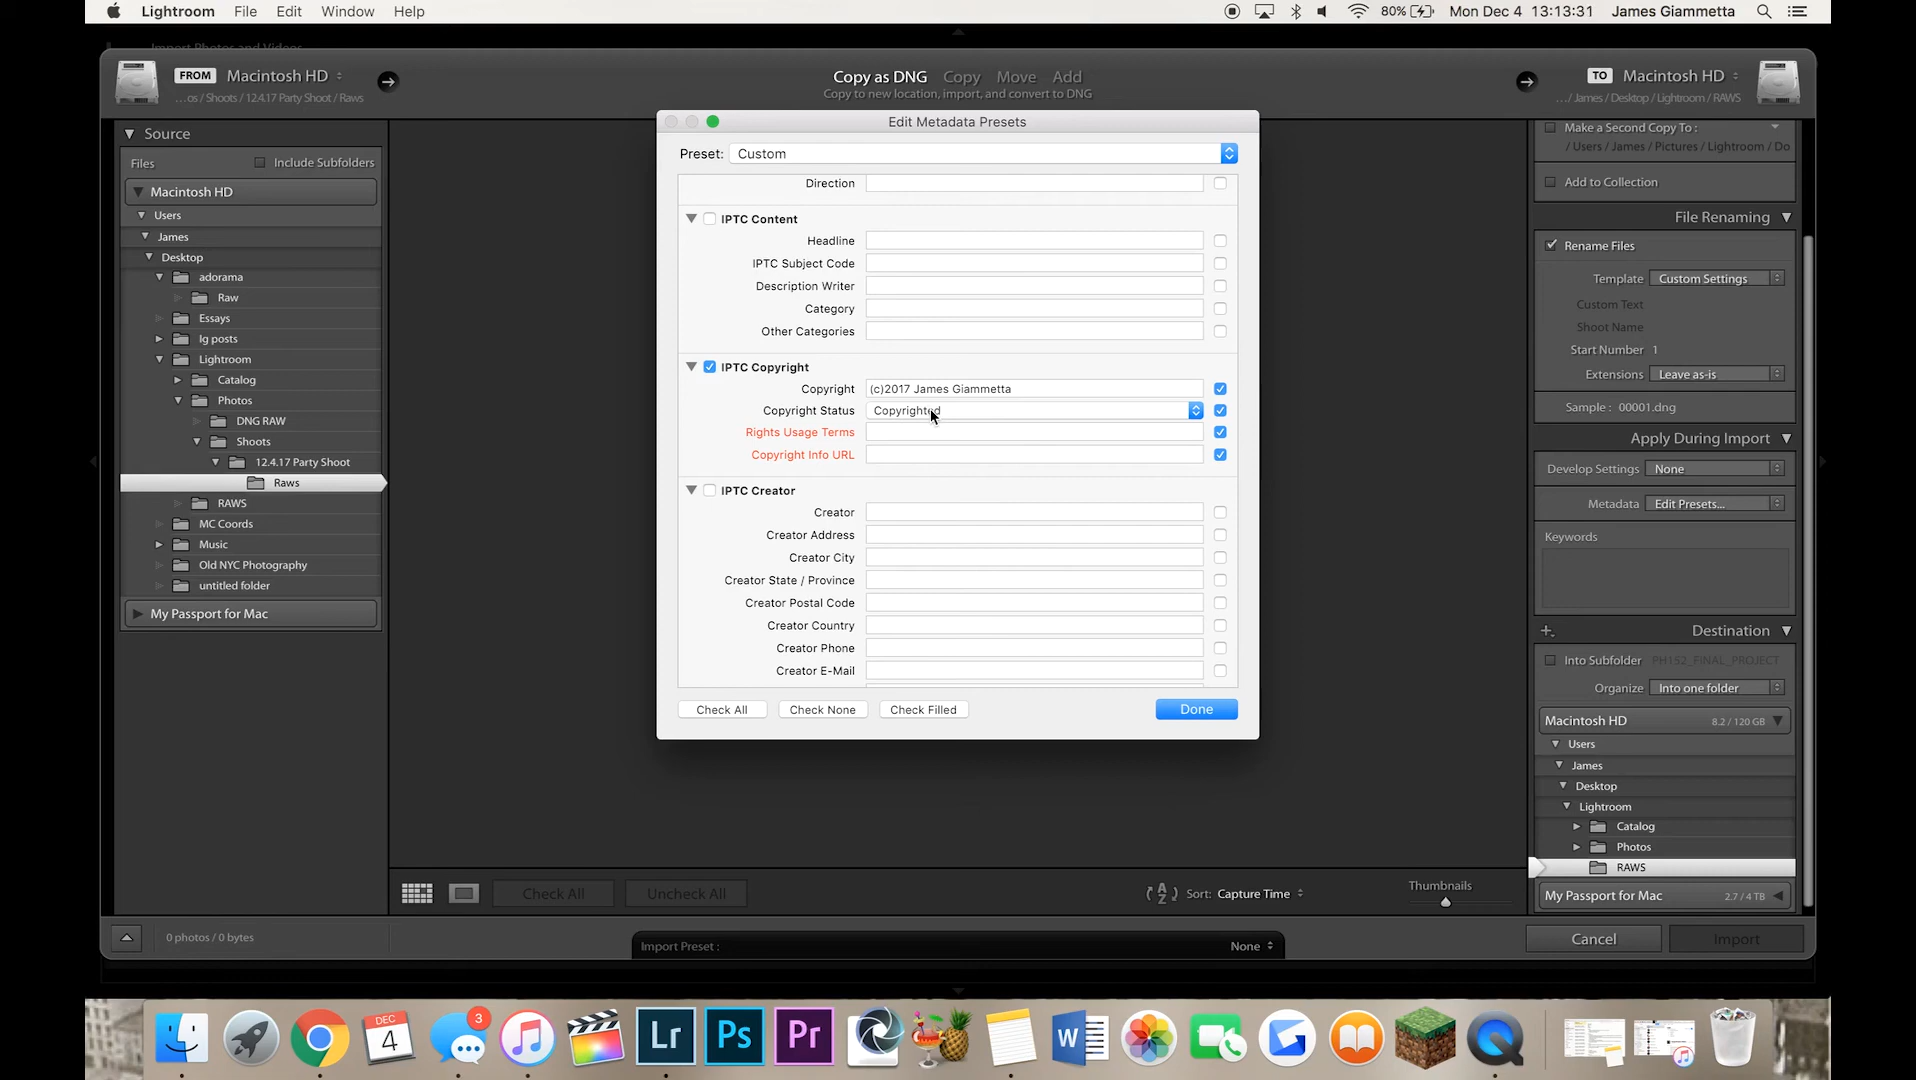 Lightroom File Edit Window Help 80% Mon Dec 4 13:13:31 James Giammetta
Import Photos and Videos
FROM Macintosh HD
...os / Shoots / 12.4.17 Party Shoot / Raws
Copy as DNG Copy Move Add
Copy to new location, import, and convert to DNG
TO Macintosh HD
.../ James / Desktop / Lightroom / RAWS
Source
Files Include Subfolders
Macintosh HD
Users
James
Desktop
adorama
Raw
Essays
Ig posts
Lightroom
Catalog
Photos
DNG RAW
Shoots
12.4.17 Party Shoot
Raws
RAWS
MC Coords
Music
Old NYC Photography
untitled folder
My Passport for Mac
Edit Metadata Presets
Preset: Custom
Direction
IPTC Content
Headline
IPTC Subject Code
Description Writer
Category
Other Categories
IPTC Copyright
Copyright (c)2017 James Giammetta
Copyright Status Copyrighted
Rights Usage Terms
Copyright Info URL
IPTC Creator
Creator
Creator Address
Creator City
Creator State / Province
Creator Postal Code
Creator Country
Creator Phone
Creator E-Mail
Check All Check None Check Filled Done
Make a Second Copy To :
/ Users / James / Pictures / Lightroom / Do
Add to Collection
File Renaming
Rename Files
Template Custom Settings
Custom Text
Shoot Name
Start Number 1
Extensions Leave as-is
Sample : 00001.dng
Apply During Import
Develop Settings None
Metadata Edit Presets...
Keywords
Destination
Into Subfolder PH152_FINAL_PROJECT
Organize Into one folder
Macintosh HD 8.2 / 120 GB
Users
James
Desktop
Lightroom
Catalog
Photos
RAWS
My Passport for Mac 2.7 / 4 TB
Check All Uncheck All Sort: Capture Time Thumbnails
0 photos / 0 bytes
Import Preset : None
Cancel Import
DEC
4
3
Lr
Ps
Pr
W